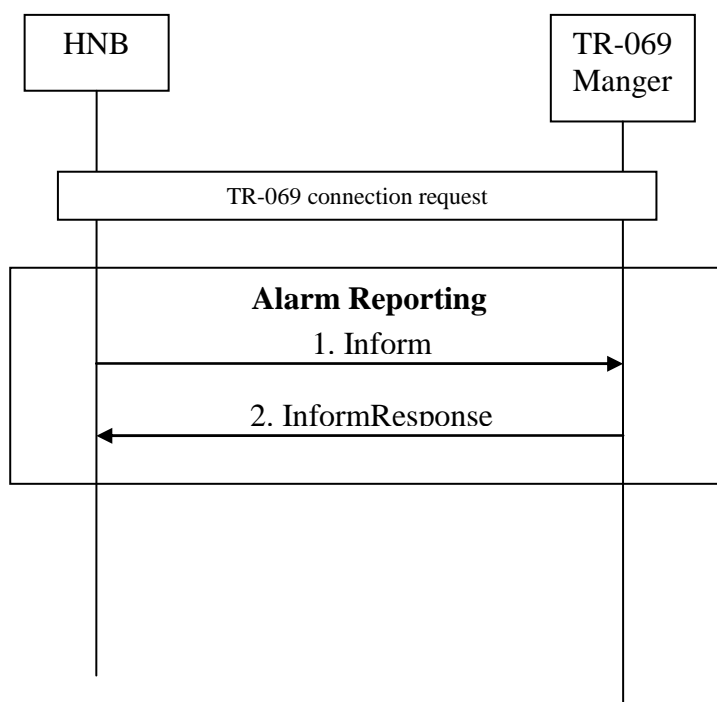 HNB
TR-069
Manger
TR-069 connection request
Alarm Reporting
1. Inform
2. InformResponse